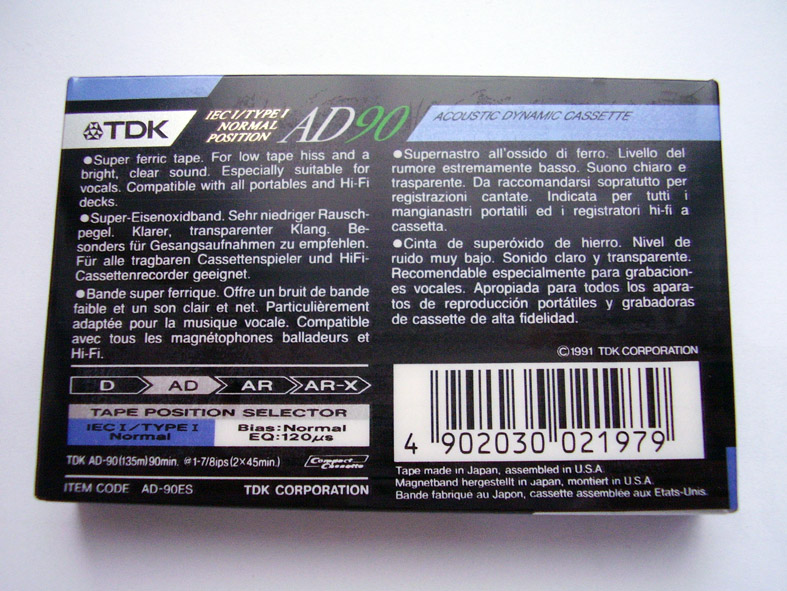 TDK
IEC I/TYPE I
NORMAL
POSITION
AD90
ACOUSTIC DYNAMIC CASSETTE
●Super ferric tape. For low tape hiss and a
bright, clear sound. Especially suitable for
vocals. Compatible with all portables and Hi-Fi
decks.
●Super-Eisenoxidband. Sehr niedriger Rausch-
pegel. Klarer, transparenter Klang. Be-
sonders für Gesangsaufnahmen zu empfehlen.
Für alle tragbaren Cassettenspieler und HiFi-
Cassettenrecorder geeignet.
●Bande super ferrique. Offre un bruit de bande
faible et un son clair et net. Particulièrement
adaptée pour la musique vocale. Compatible
avec tous les magnétophones balladeurs et
Hi-Fi.
●Supernastro all'ossido di ferro. Livello del
rumore estremamente basso. Suono chiaro e
trasparente. Da raccomandarsi sopratutto per
registrazioni cantate. Indicata per tutti i
mangianastri portatili ed i registratori hi-fi a
cassetta.
●Cinta de superóxido de hierro. Nivel de
ruido muy bajo. Sonido claro y transparente.
Recomendable especialmente para grabacion-
es vocales. Apropiada para todos los apara-
tos de reproducción portátiles y grabadoras
de cassette de alta fidelidad.
©1991 TDK CORPORATION
D AD AR AR-X
TAPE POSITION SELECTOR
IEC I/TYPE I
Normal
Bias:Normal
EQ:120μs
TDK AD-90(135m)90min. @1-7/8ips(2×45min.)
Compact Cassette
ITEM CODE AD-90ES TDK CORPORATION
4 902030 021979
Tape made in Japan, assembled in U.S.A.
Magnetband hergestellt in Japan, montiert in U.S.A.
Bande fabriqué au Japon, cassette assemblée aux Etats-Unis.